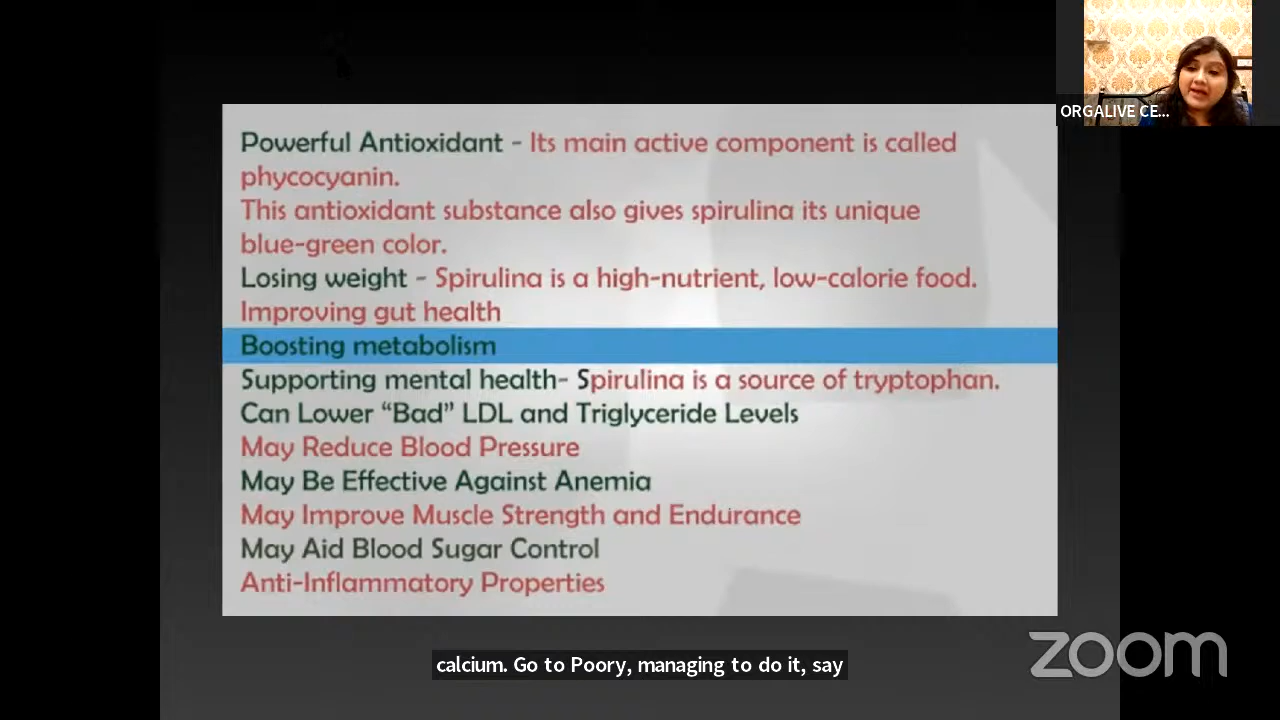 ORGALIVE CE...
Powerful Antioxidant - Its main active component is called
phycocyanin.
This antioxidant substance also gives spirulina its unique
blue-green color.
Losing weight - Spirulina is a high-nutrient, low-calorie food.
Improving gut health
Boosting metabolism
Supporting mental health- Spirulina is a source of tryptophan.
Can Lower “Bad” LDL and Triglyceride Levels
May Reduce Blood Pressure
May Be Effective Against Anemia
May Improve Muscle Strength and Endurance
May Aid Blood Sugar Control
Anti-Inflammatory Properties
calcium. Go to Poory, managing to do it, say
zoom